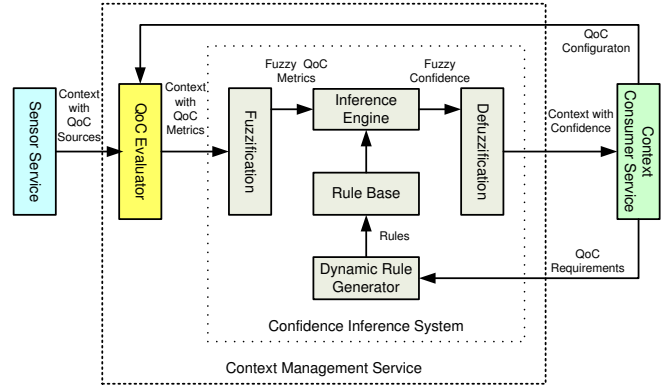 QoC
Configuraton
Fuzzy QoC
Metrics
Fuzzy
Confidence
Context
with
QoC
Sources
Context
with
QoC
Metrics
Sensor Service
QoC Evaluator
Fuzzification
Inference
Engine
Defuzzification
Context with
Confidence
Context
Consumer Service
Rule Base
Rules
Dynamic Rule
Generator
QoC
Requirements
Confidence Inference System
Context Management Service